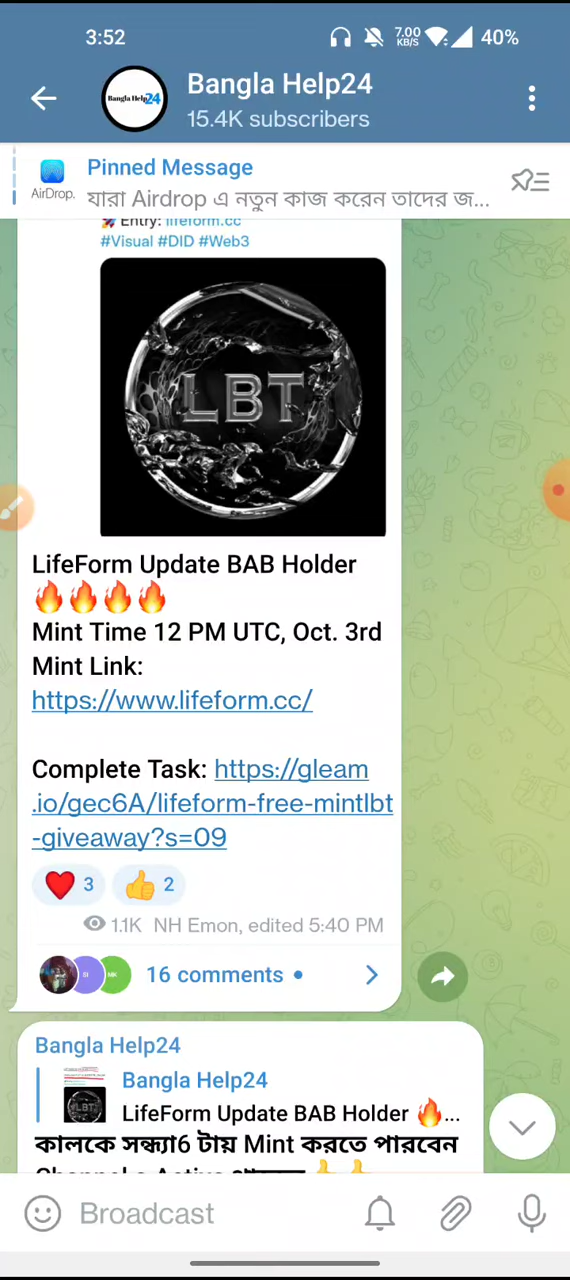 3:52
7.00
KB/S
40%
Bangla Help24
Bangla Help24
15.4K subscribers
Pinned Message
AirDrop.
যারা Airdrop এ নতুন কাজ করেন তাদের জ...
Entry: lifeform.cc
#Visual #DID #Web3
LBT
LifeForm Update BAB Holder
🔥🔥🔥🔥
Mint Time 12 PM UTC, Oct. 3rd
Mint Link:
https://www.lifeform.cc/
Complete Task: https://gleam
.io/gec6A/lifeform-free-mintlbt
-giveaway?s=09
❤️ 3 👍 2
1.1K NH Emon, edited 5:40 PM
16 comments
Bangla Help24
Bangla Help24
LBT
LifeForm Update BAB Holder 🔥...
কালকে সন্ধ্যা6 টায় Mint করতে পারবেন
Broadcast